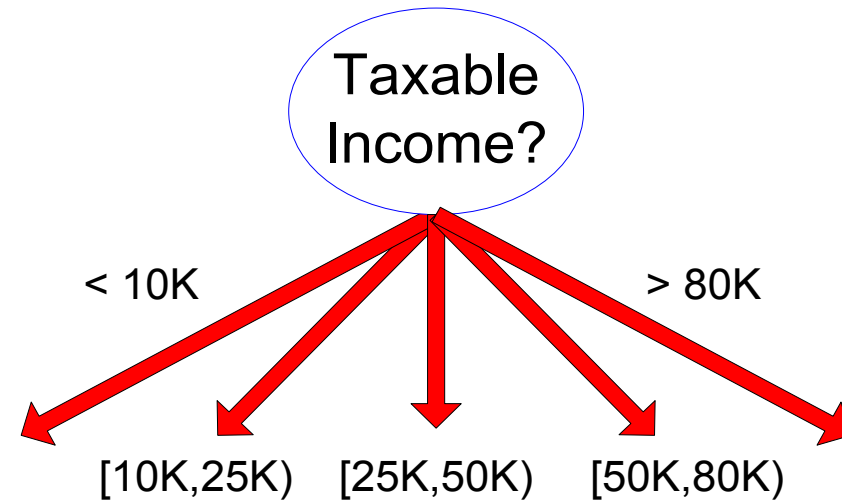 Taxable
Income?
< 10K
> 80K
[10K,25K)
[25K,50K)
[50K,80K)